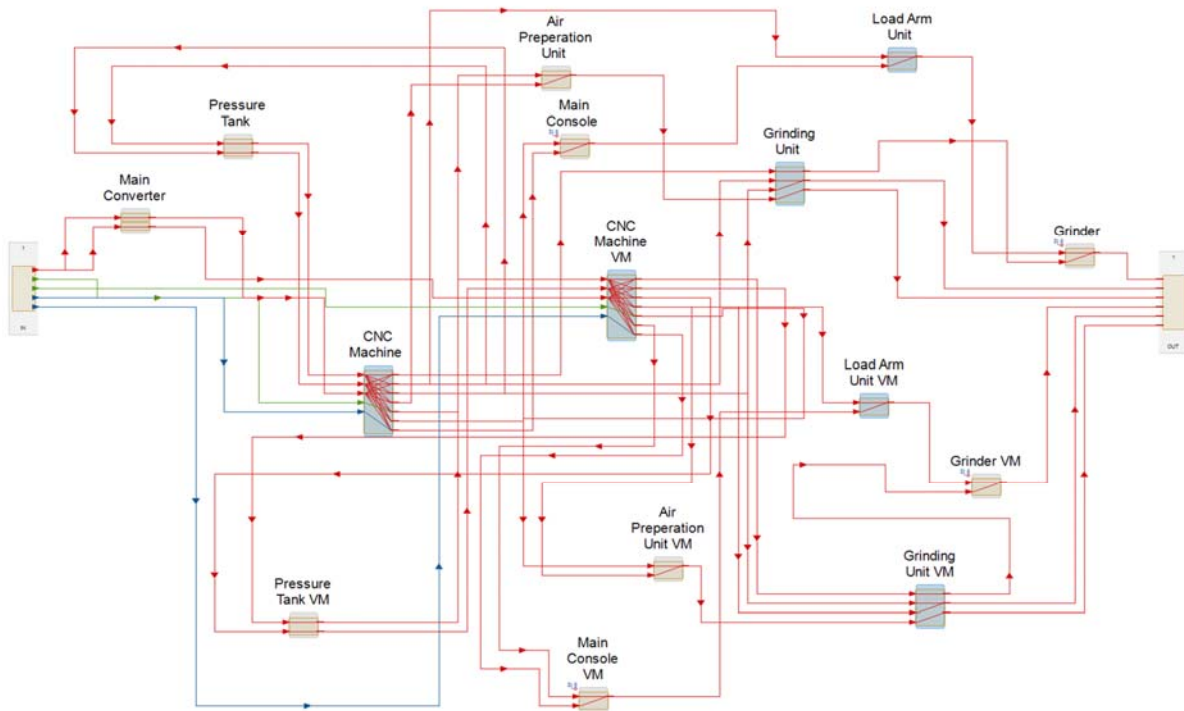 Air
Preperation
Unit
Load Arm
Unit
Pressure
Tank
Main
Console
Grinding
Unit
Main
Converter
CNC
Machine
VM
Grinder
IN
CNC
Machine
OUT
Load Arm
Unit VM
Grinder VM
Air
Preperation
Unit VM
Grinding
Unit VM
Pressure
Tank VM
Main
Console
VM